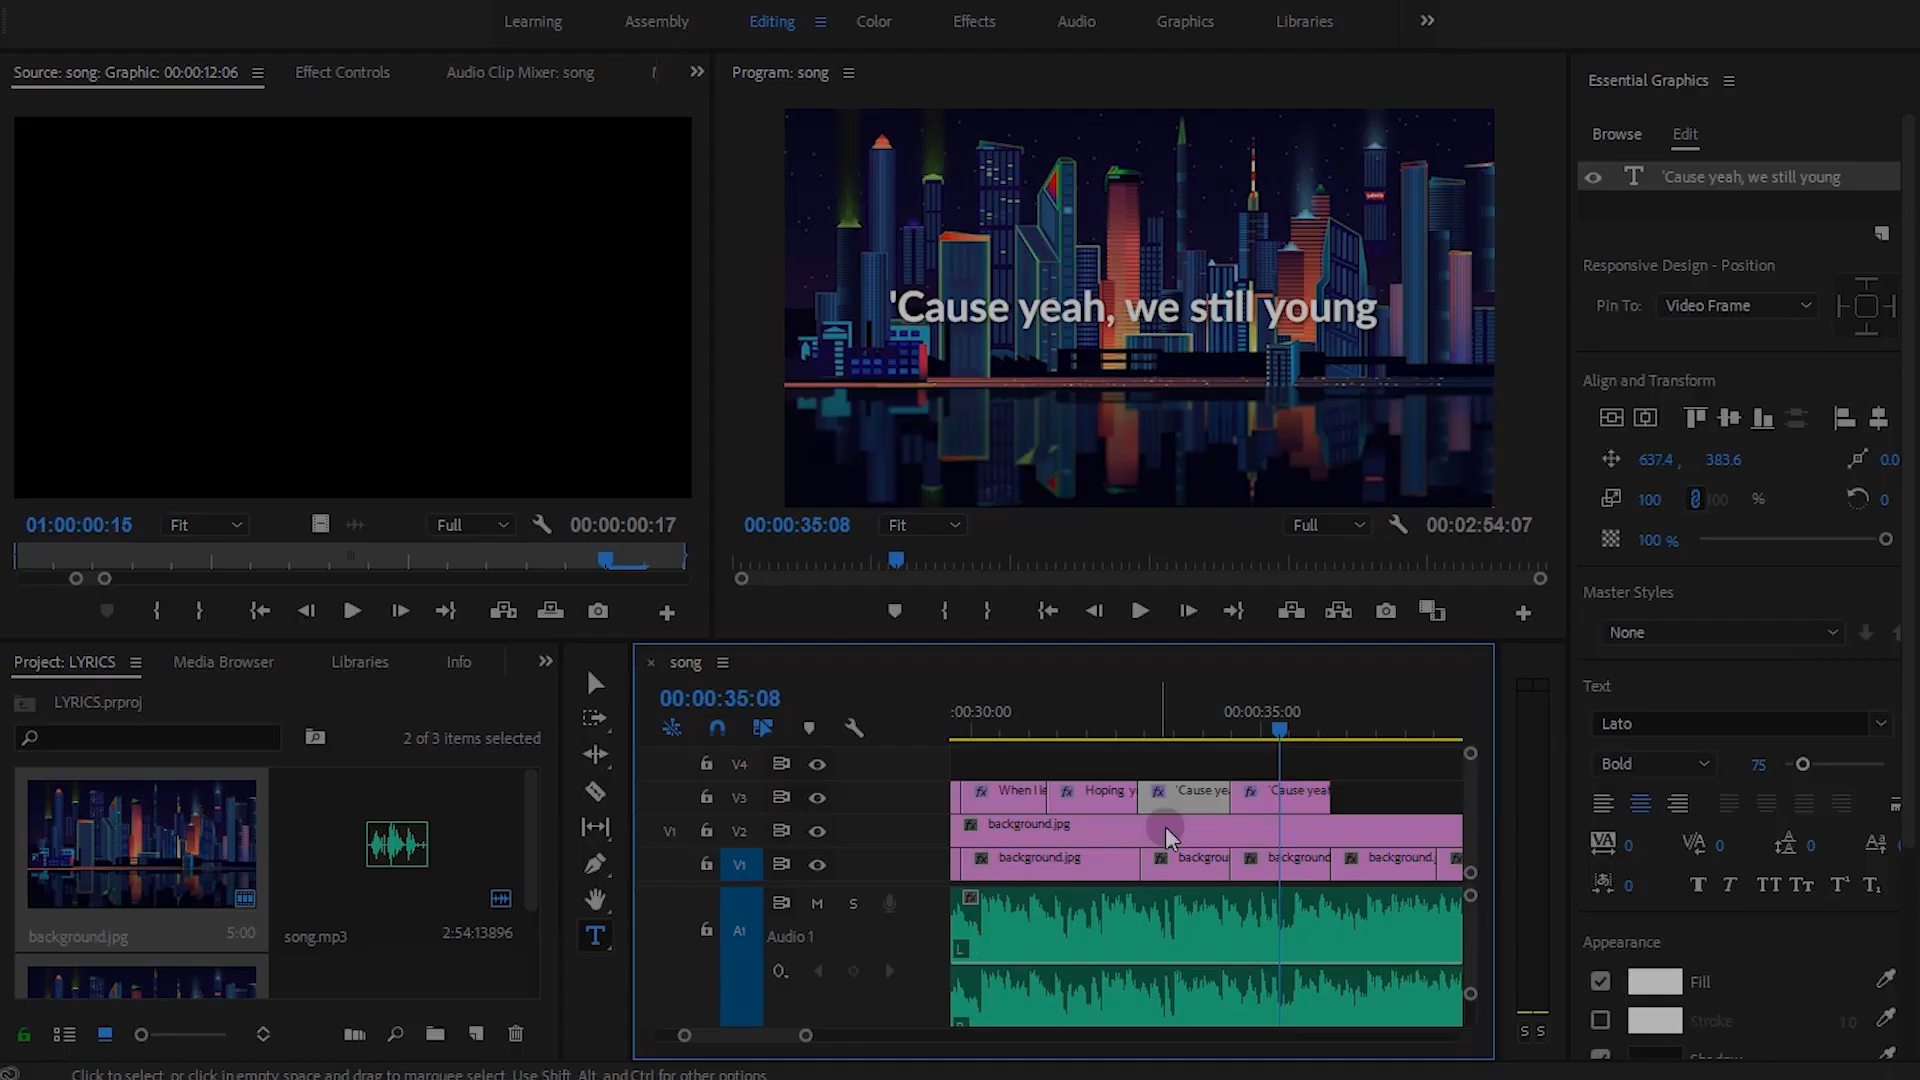 Learning Assembly Editing Color Effects Audio Graphics Libraries
Source: song: Graphic: 00:00:12:06 Effect Controls Audio Clip Mixer: song
Program: song
Essential Graphics
Browse Edit
'Cause yeah, we still young
Responsive Design - Position
Pin To: Video Frame
Align and Transform
637.4 , 383.6 0.0
100 100 % 0
100 %
Master Styles
None
'Cause yeah, we still young
01:00:00:15 Fit Full 00:00:00:17
00:00:35:08 Fit Full 00:02:54:07
Project: LYRICS Media Browser Libraries Info
LYRICS.prproj
2 of 3 items selected
background.jpg 5:00
song.mp3 2:54:13896
song
00:00:35:08
:00:30:00 00:00:35:00
V4
V3
When I le Hoping y 'Cause ye 'Cause yeah
V1 V2
background.jpg
V1
background.jpg backgrou background background.j
A1 M S
Audio 1
L
R
S S
Text
Lato
Bold 75
0 0 0
0
Appearance
Fill
Stroke 1.0
Shadow
Click to select, or click in empty space and drag to marquee select. Use Shift, Alt, and Ctrl for other options.